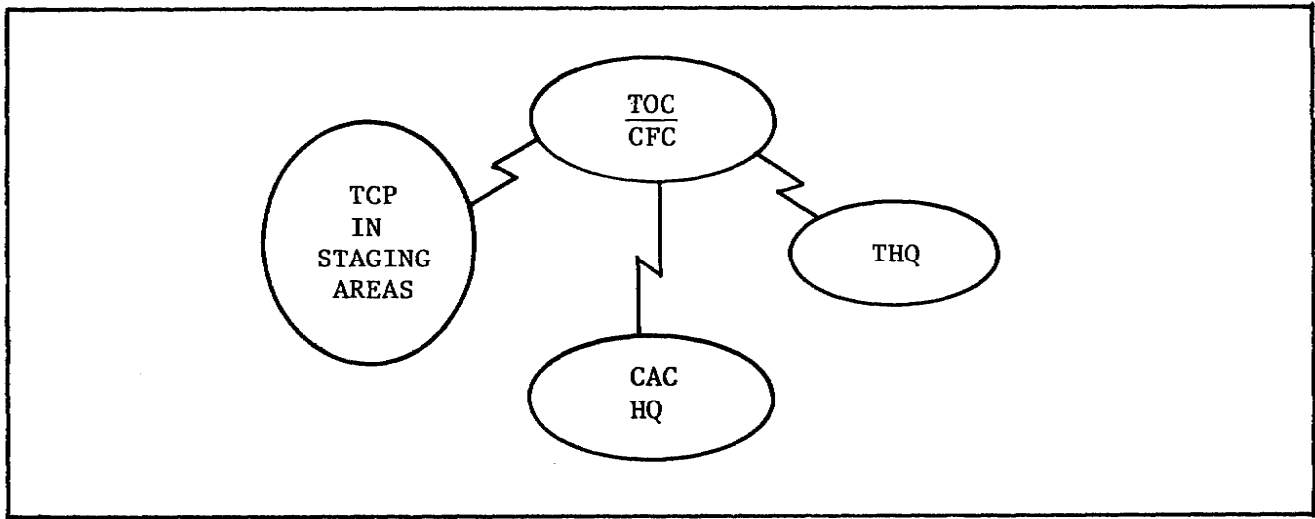 TOC
CFC
TCP
IN
STAGING
AREAS
THQ
CAC
HQ